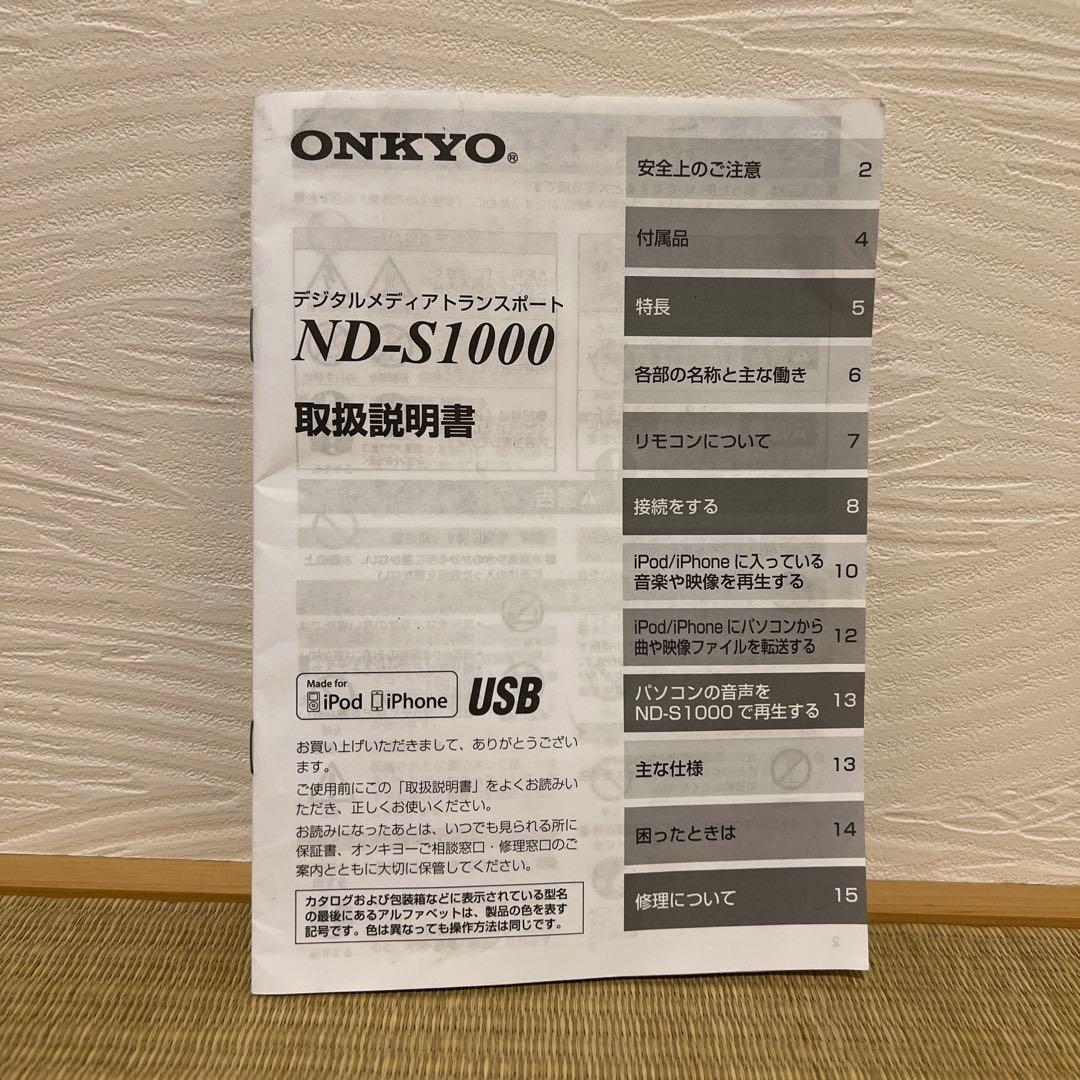 ONKYO®
デジタルメディアトランスポート
ND-S1000
取扱説明書
Made for
iPod iPhone
USB
お買い上げいただきまして、ありがとうござい
ます。
ご使用前にこの「取扱説明書」をよくお読みい
ただき、正しくお使いください。
お読みになったあとは、いつでも見られる所に
保証書、オンキヨーご相談窓口・修理窓口のご
案内とともに大切に保管してください。
カタログおよび包装箱などに表示されている型名
の最後にあるアルファベットは、製品の色を表す
記号です。色は異なっても操作方法は同じです。
安全上のご注意 2
付属品 4
特長 5
各部の名称と主な働き 6
リモコンについて 7
接続をする 8
iPod/iPhone に入っている
音楽や映像を再生する 10
iPod/iPhone にパソコンから
曲や映像ファイルを転送する 12
パソコンの音声を
ND-S1000 で再生する 13
主な仕様 13
困ったときは 14
修理について 15